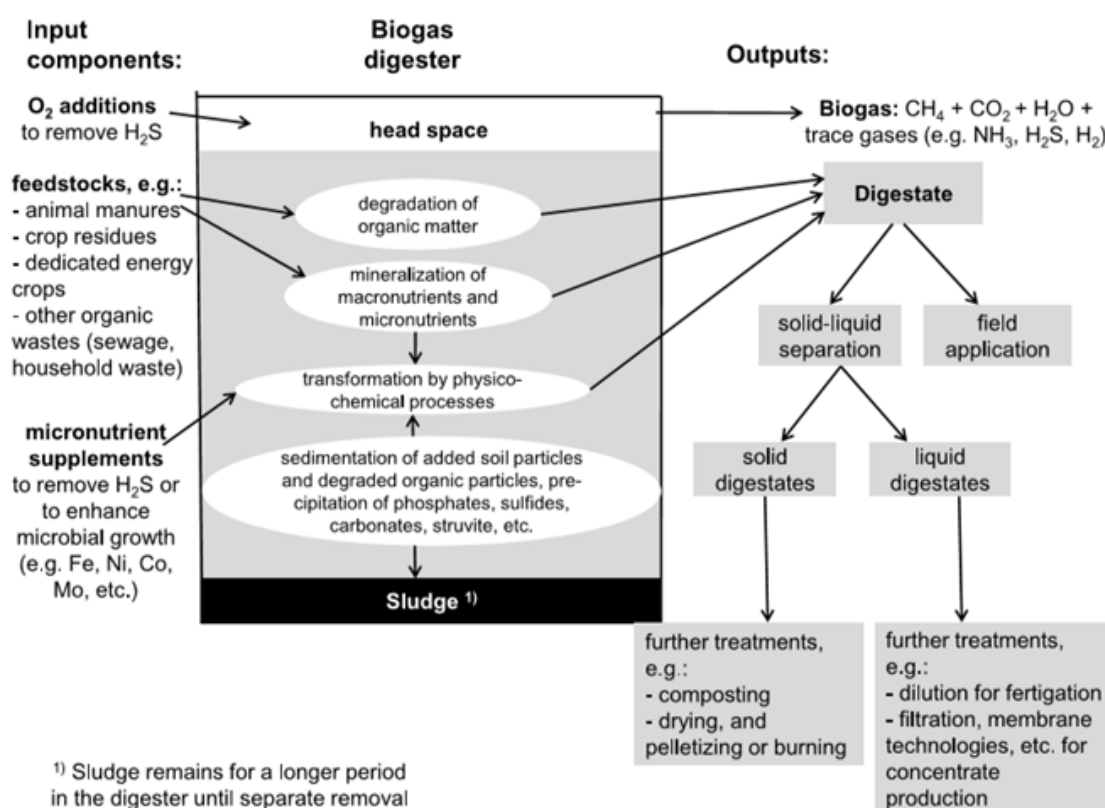 Input
components:
Biogas
digester
Outputs:
O₂ additions
to remove H₂S
head space
Biogas: CH₄ + CO₂ + H₂O +
trace gases (e.g. NH₃, H₂S, H₂)
feedstocks, e.g.:
- animal manures
- crop residues
- dedicated energy
crops
- other organic
wastes (sewage,
household waste)
micronutrient
supplements
to remove H₂S or
to enhance
microbial growth
(e.g. Fe, Ni, Co,
Mo, etc.)
degradation of
organic matter
mineralization of
macronutrients and
micronutrients
transformation by physico-
chemical processes
sedimentation of added soil particles
and degraded organic particles, pre-
cipitation of phosphates, sulfides,
carbonates, struvite, etc.
Sludge ¹⁾
Digestate
solid-liquid
separation
field
application
solid
digestates
liquid
digestates
further treatments,
e.g.:
- composting
- drying, and
pelletizing or burning
further treatments,
e.g.:
- dilution for fertigation
- filtration, membrane
technologies, etc. for
concentrate
production
¹⁾ Sludge remains for a longer period
in the digester until separate removal